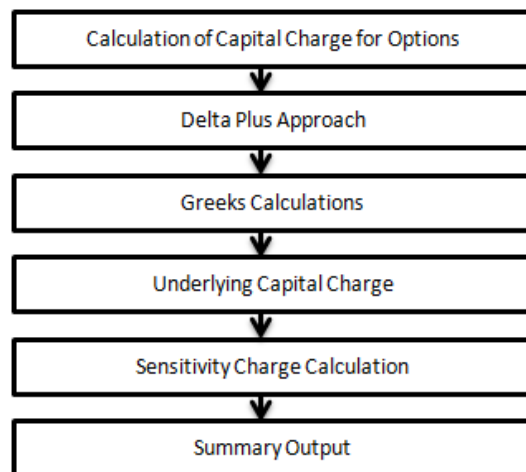 Calculation of Capital Charge for Options
Delta Plus Approach
Greeks Calculations
Underlying Capital Charge
Sensitivity Charge Calculation
Summary Output